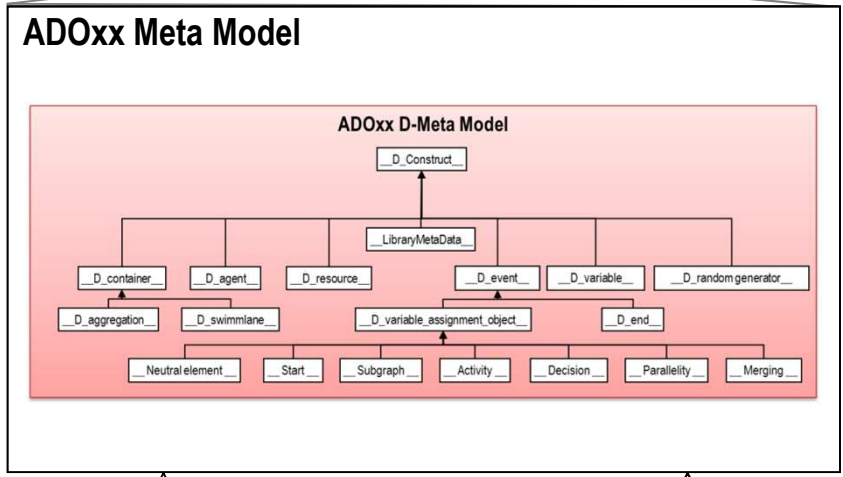 ADOxx Meta Model
ADOxx D-Meta Model
__D_Construct__
__LibraryMetaData__
__D_container__ __D_agent__ __D_resource__ __D_event__ __D_variable__ __D_random generator__
__D_aggregation__ __D_swimmlane__ __D_variable_assignment_object__ __D_end__
__Neutral element__ __Start__ __Subgraph__ __Activity__ __Decision__ __Parallelity__ __Merging__